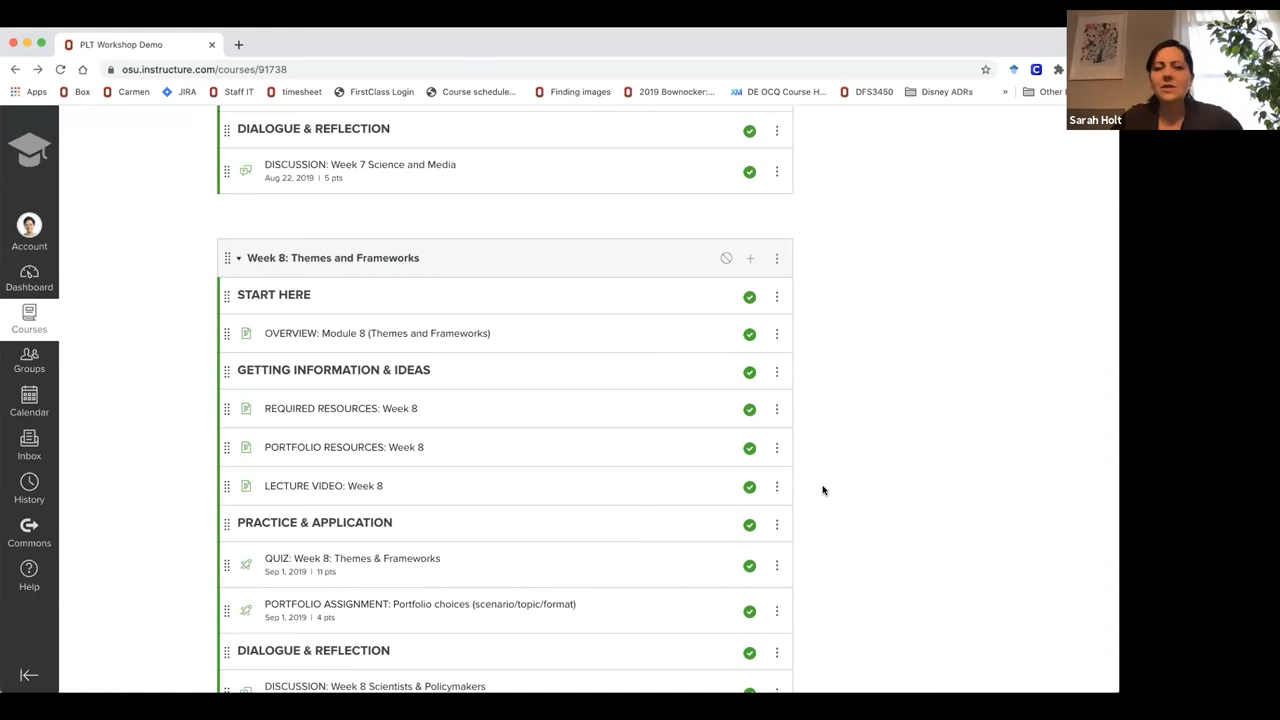 PLT Workshop Demo
osu.instructure.com/courses/91738
Apps Box Carmen JIRA Staff IT timesheet FirstClass Login Course schedule... Finding images 2019 Bownocker:... XM DE OCQ Course H... DFS3450 Disney ADRs » Other
Sarah Holt
Account
Dashboard
Courses
Groups
Calendar
Inbox
History
Commons
Help
DIALOGUE & REFLECTION
DISCUSSION: Week 7 Science and Media
Aug 22, 2019 | 5 pts
Week 8: Themes and Frameworks
START HERE
OVERVIEW: Module 8 (Themes and Frameworks)
GETTING INFORMATION & IDEAS
REQUIRED RESOURCES: Week 8
PORTFOLIO RESOURCES: Week 8
LECTURE VIDEO: Week 8
PRACTICE & APPLICATION
QUIZ: Week 8: Themes & Frameworks
Sep 1, 2019 | 11 pts
PORTFOLIO ASSIGNMENT: Portfolio choices (scenario/topic/format)
Sep 1, 2019 | 4 pts
DIALOGUE & REFLECTION
DISCUSSION: Week 8 Scientists & Policymakers